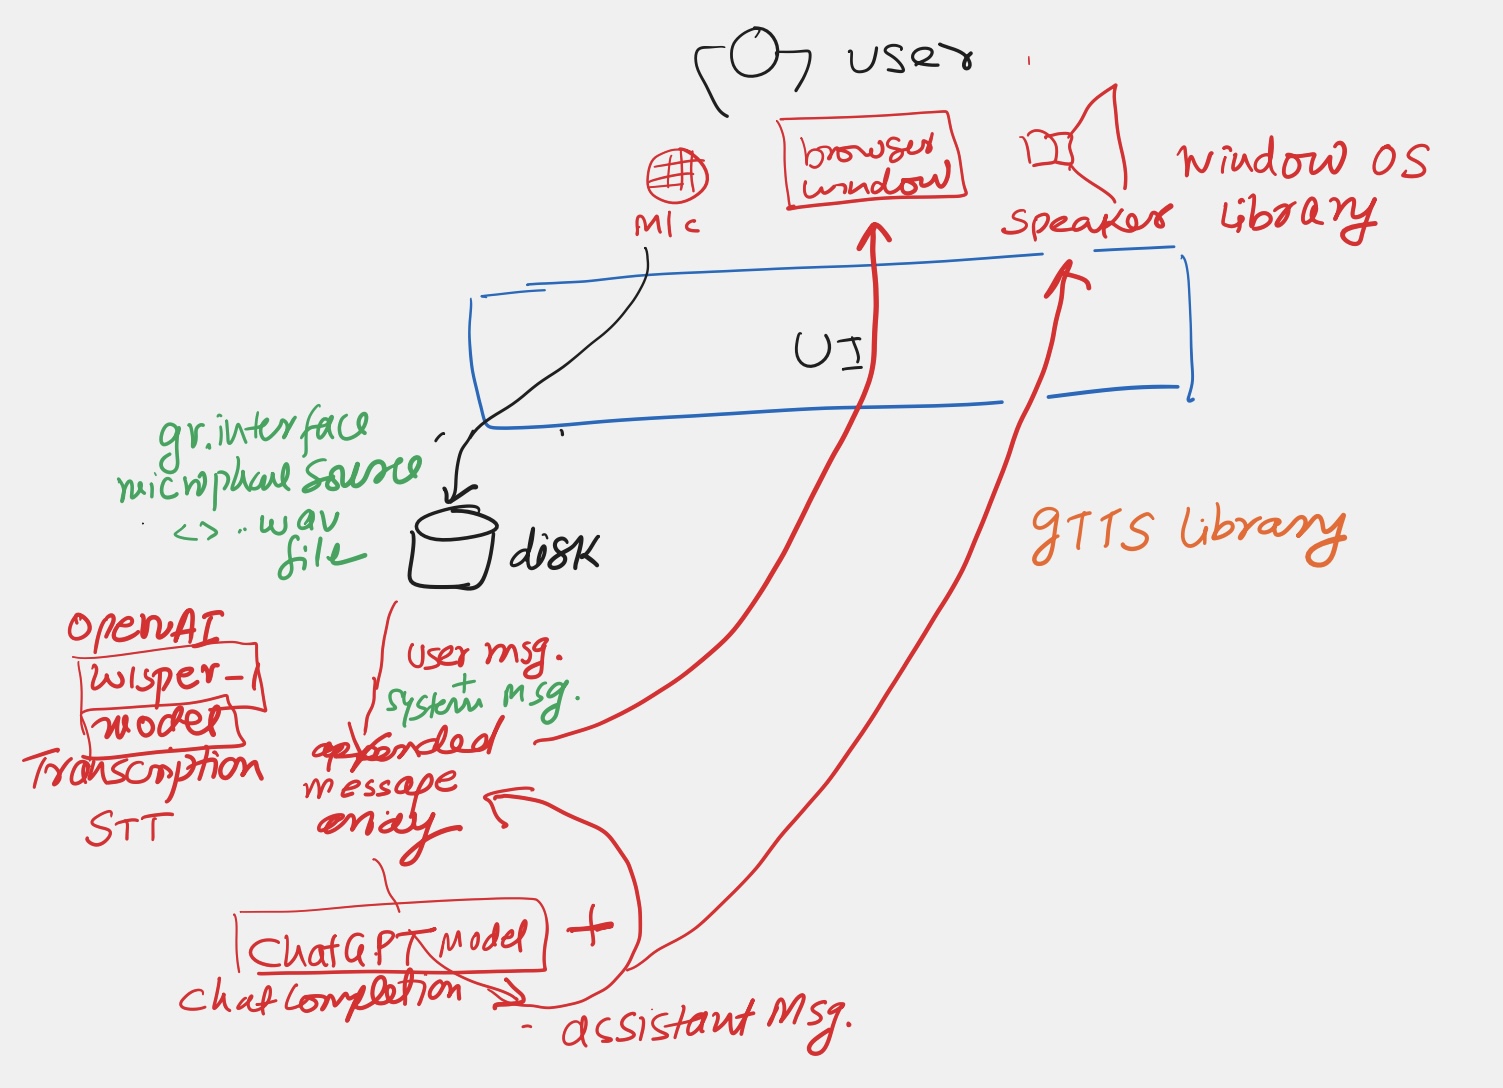 user
browser
window
Mic
speaker
window OS
Library
UI
gr.interface
microphone source
<> .wav
file
disk
gTTS Library
OpenAI
wisper-1
model
Transcription
STT
user msg.
+
system msg.
appended
message
array
ChatGPT Model
+
chat completion
- assistant Msg.